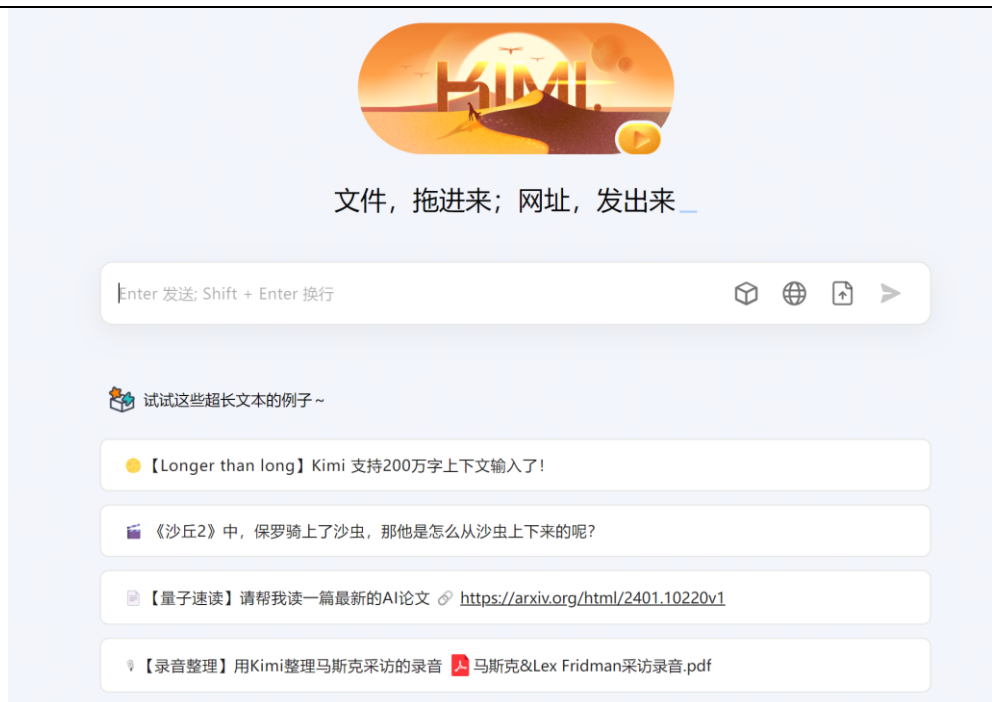 KIMI.
文件，拖进来；网址，发出来_
Enter 发送; Shift + Enter 换行
试试这些超长文本的例子~
【Longer than long】Kimi 支持200万字上下文输入了！
《沙丘2》中，保罗骑上了沙虫，那他是怎么从沙虫上下来的呢？
【量子速读】请帮我读一篇最新的AI论文 🔗 https://arxiv.org/html/2401.10220v1
【录音整理】用Kimi整理马斯克采访的录音 马斯克&Lex Fridman采访录音.pdf